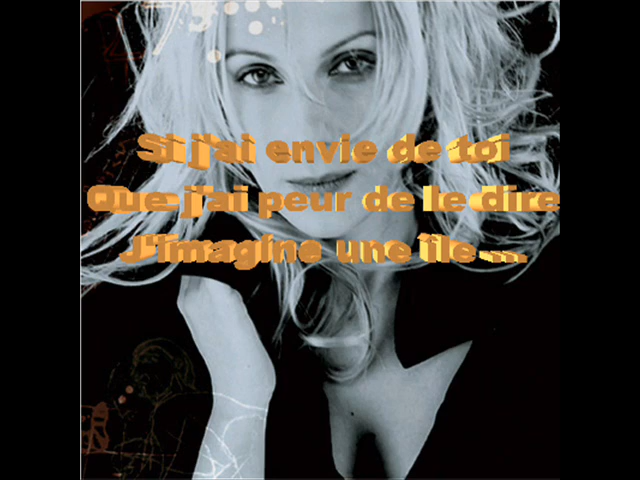 Si j'ai envie de toi
Que j'ai peur de le dire
J'imagine une île ...